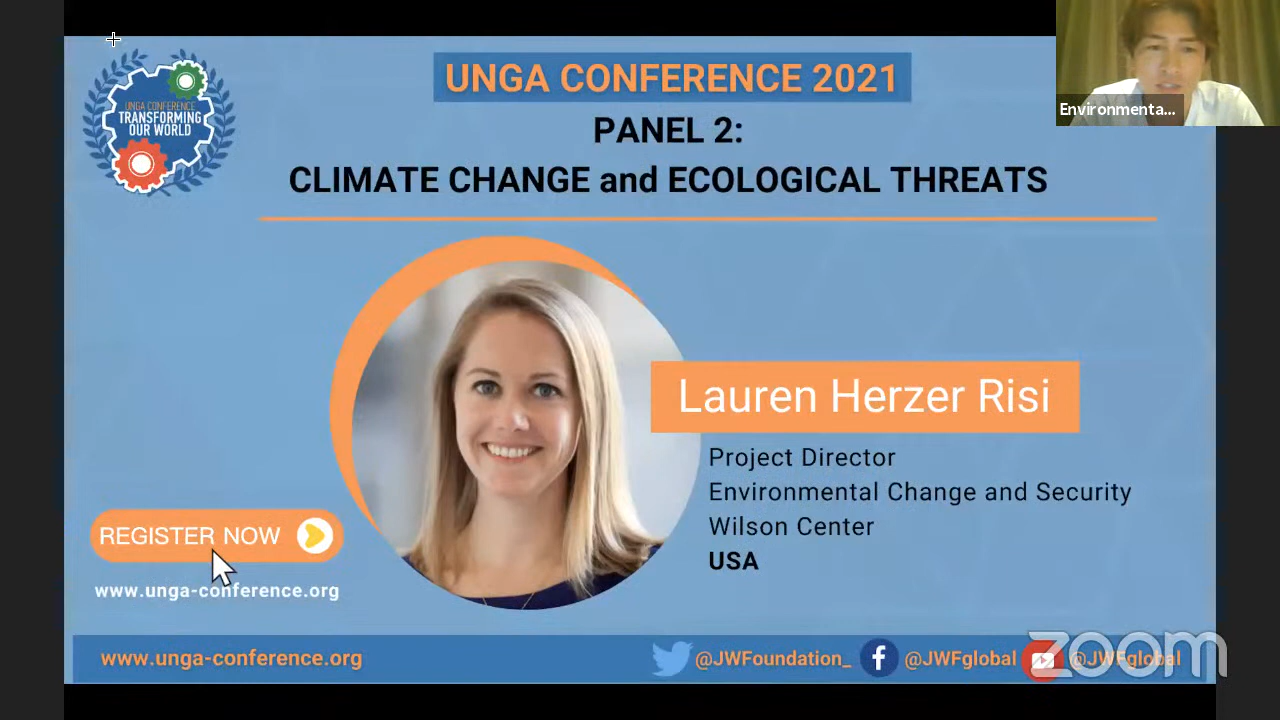 UNGA CONFERENCE
TRANSFORMING
OUR WORLD
UNGA CONFERENCE 2021
PANEL 2:
CLIMATE CHANGE and ECOLOGICAL THREATS
Environmenta...
Lauren Herzer Risi
Project Director
Environmental Change and Security
Wilson Center
USA
REGISTER NOW
www.unga-conference.org
www.unga-conference.org
@JWFoundation_
@JWFglobal
@JWFglobal
zoom